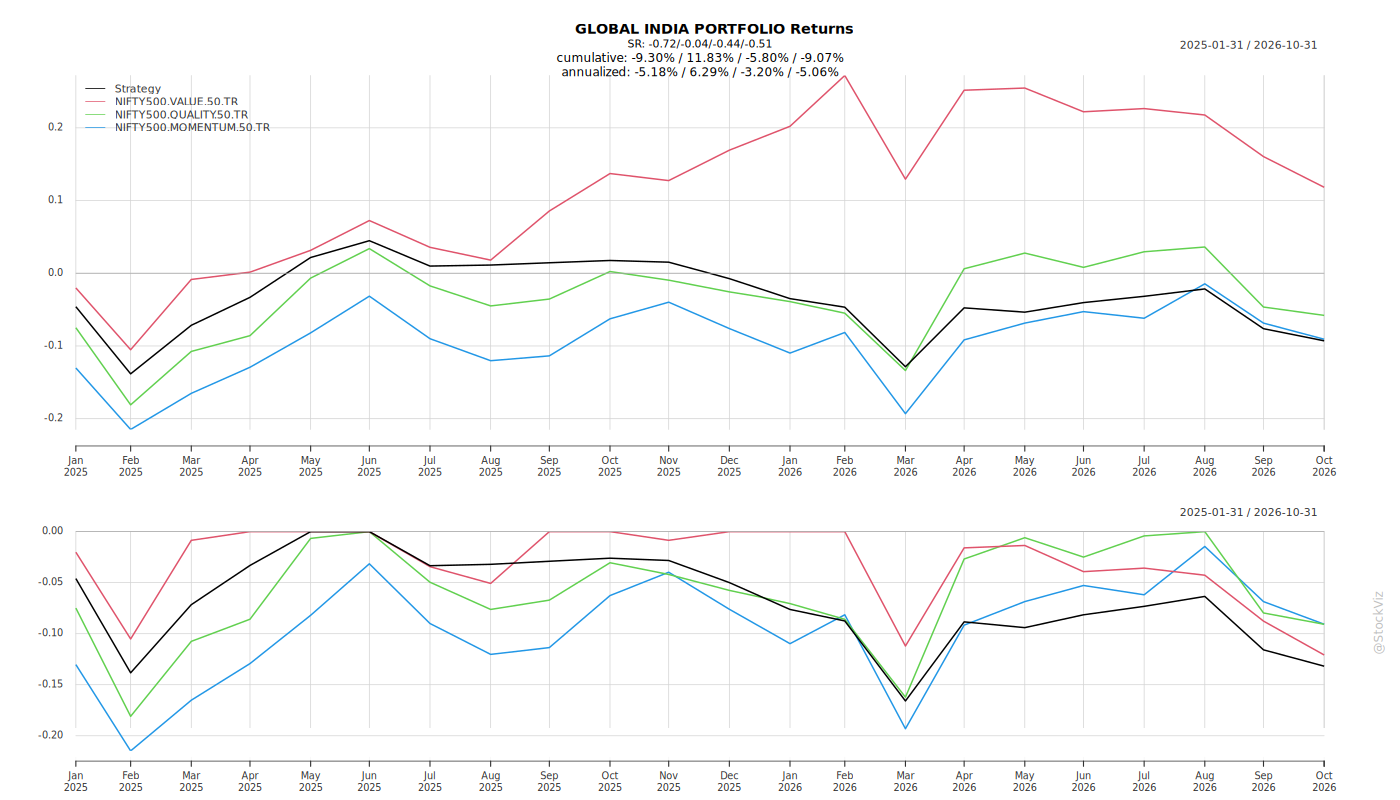 GLOBAL INDIA PORTFOLIO Returns
SR: -0.72/-0.04/-0.44/-0.51
cumulative: -9.30% / 11.83% / -5.80% / -9.07%
annualized: -5.18% / 6.29% / -3.20% / -5.06%
2025-01-31 / 2026-10-31
Strategy
NIFTY500.VALUE.50.TR
NIFTY500.QUALITY.50.TR
NIFTY500.MOMENTUM.50.TR
0.2
0.1
0.0
-0.1
-0.2
Jan Feb Mar Apr May Jun Jul Aug Sep Oct Nov Dec Jan Feb Mar Apr May Jun Jul Aug Sep Oct
2025 2025 2025 2025 2025 2025 2025 2025 2025 2025 2025 2025 2026 2026 2026 2026 2026 2026 2026 2026 2026 2026
2025-01-31 / 2026-10-31
0.00
-0.05
-0.10
-0.15
-0.20
Jan Feb Mar Apr May Jun Jul Aug Sep Oct Nov Dec Jan Feb Mar Apr May Jun Jul Aug Sep Oct
2025 2025 2025 2025 2025 2025 2025 2025 2025 2025 2025 2025 2026 2026 2026 2026 2026 2026 2026 2026 2026 2026
@StockViz